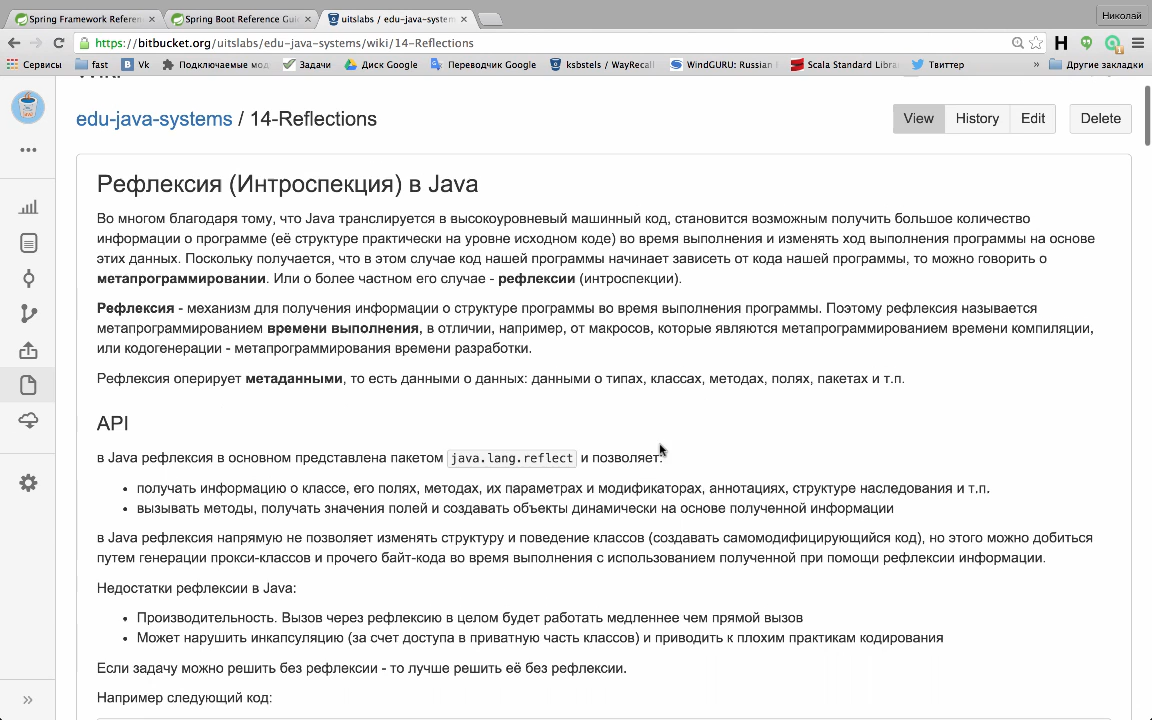 Spring Framework Referen
Spring Boot Reference Gui
uitslabs / edu-java-system
Николай
https://bitbucket.org/uitslabs/edu-java-systems/wiki/14-Reflections
Сервисы
fast
Vk
Подключаемые мод
Задачи
Диск Google
Переводчик Google
ksbstels / WayRecall
WindGURU: Russian
Scala Standard Libra
Твиттер
»
Другие закладки
edu-java-systems / 14-Reflections
View
History
Edit
Delete
Рефлексия (Интроспекция) в Java
Во многом благодаря тому, что Java транслируется в высокоуровневый машинный код, становится возможным получить большое количество
информации о программе (её структуре практически на уровне исходном коде) во время выполнения и изменять ход выполнения программы на основе
этих данных. Поскольку получается, что в этом случае код нашей программы начинает зависеть от кода нашей программы, то можно говорить о
метапрограммировании. Или о более частном его случае - рефлексии (интроспекции).
Рефлексия - механизм для получения информации о структуре программы во время выполнения программы. Поэтому рефлексия называется
метапрограммированием времени выполнения, в отличии, например, от макросов, которые являются метапрограммированием времени компиляции,
или кодогенерации - метапрограммирования времени разработки.
Рефлексия оперирует метаданными, то есть данными о данных: данными о типах, классах, методах, полях, пакетах и т.п.
API
в Java рефлексия в основном представлена пакетом java.lang.reflect и позволяет:
• получать информацию о классе, его полях, методах, их параметрах и модификаторах, аннотациях, структуре наследования и т.п.
• вызывать методы, получать значения полей и создавать объекты динамически на основе полученной информации
в Java рефлексия напрямую не позволяет изменять структуру и поведение классов (создавать самомодифицирующийся код), но этого можно добиться
путем генерации прокси-классов и прочего байт-кода во время выполнения с использованием полученной при помощи рефлексии информации.
Недостатки рефлексии в Java:
• Производительность. Вызов через рефлексию в целом будет работать медленнее чем прямой вызов
• Может нарушить инкапсуляцию (за счет доступа в приватную часть классов) и приводить к плохим практикам кодирования
Если задачу можно решить без рефлексии - то лучше решить её без рефлексии.
Например следующий код: